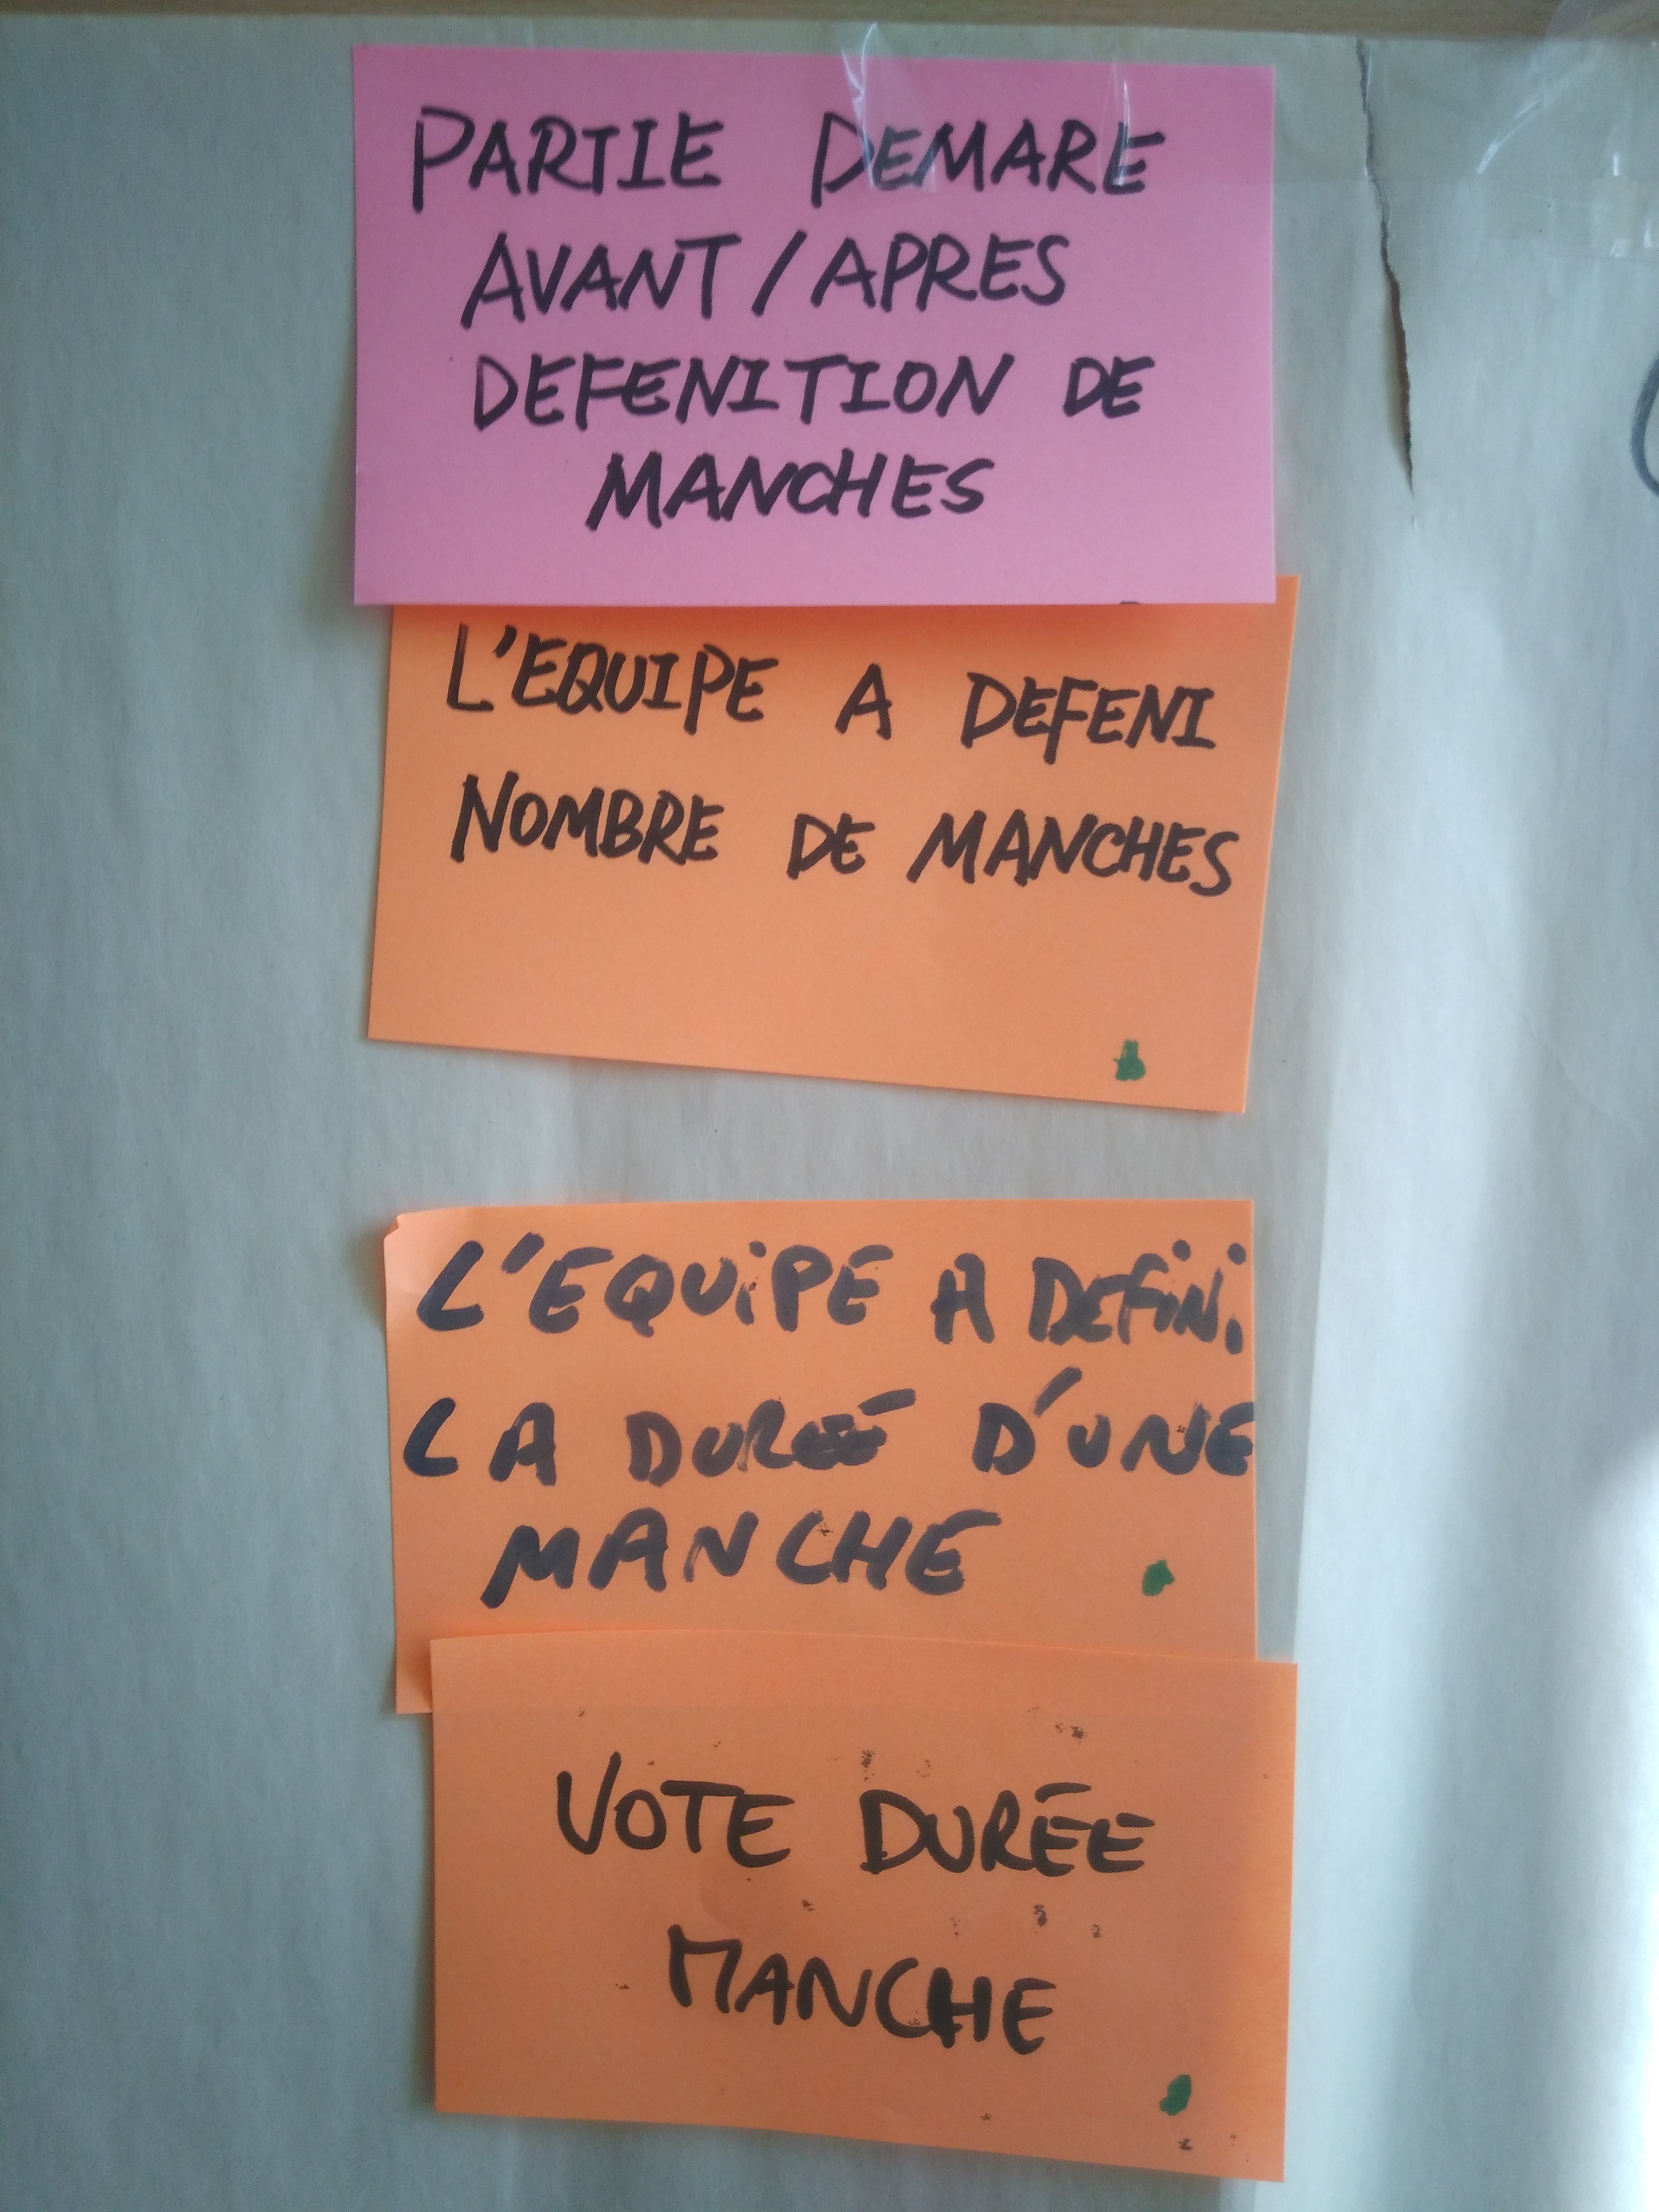 PARTIE DEMARE
AVANT / APRES
DEFENITION DE
MANCHES
L'EQUIPE A DEFENI
NOMBRE DE MANCHES
L'EQUiPE A DEFiNi
LA DURÉE D'UNE
MANCHE
VOTE DURÉE
MANCHE